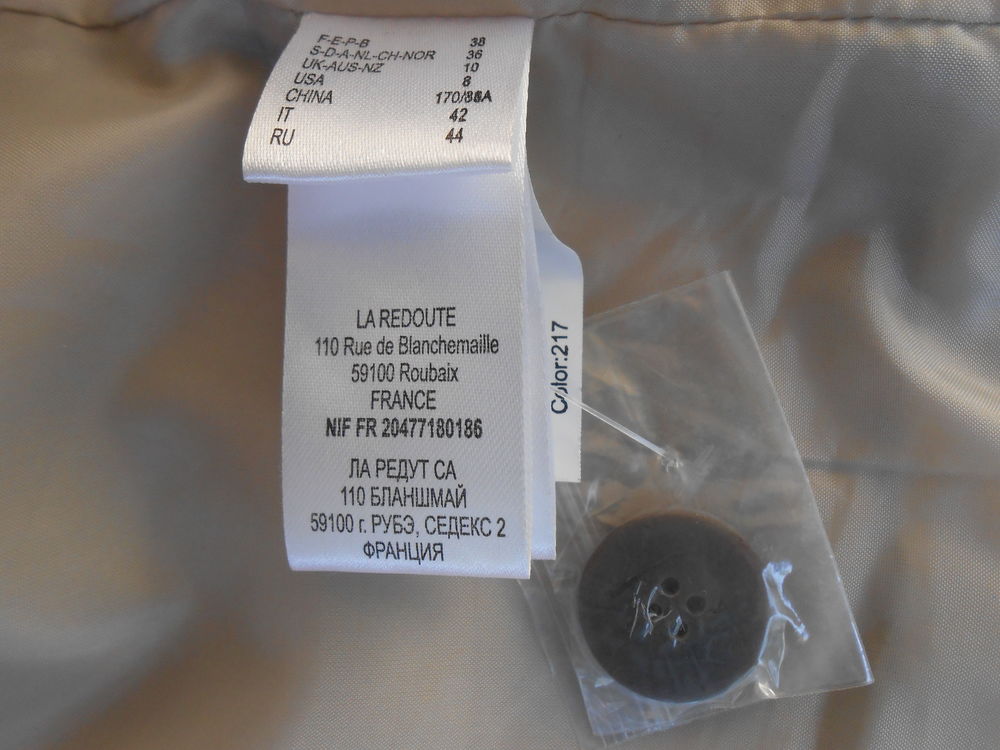 F-E-P-B 38
S-D-A-NL-CH-NOR 36
UK-AUS-NZ 10
USA 8
CHINA 170/88A
IT 42
RU 44
LA REDOUTE
110 Rue de Blanchemaille
59100 Roubaix
FRANCE
NIF FR 20477180186
ЛА РЕДУТ СА
110 БЛАНШМАЙ
59100 г. РУБЭ, СЕДЕКС 2
ФРАНЦИЯ
Color:217